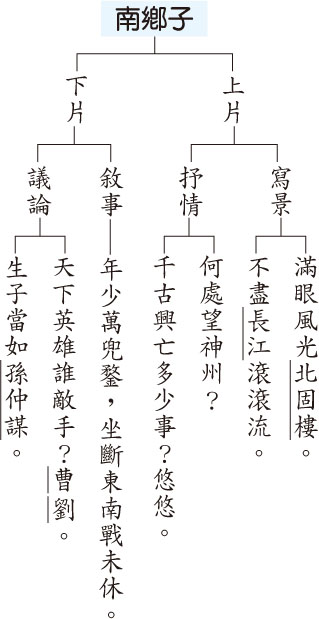 南鄉子
上片
下片
寫景
抒情
敘事
議論
滿眼風光北固樓。
不盡長江滾滾流。
何處望神州？
千古興亡多少事？悠悠。
年少萬兜鍪，坐斷東南戰未休。
天下英雄誰敵手？曹劉。
生子當如孫仲謀。